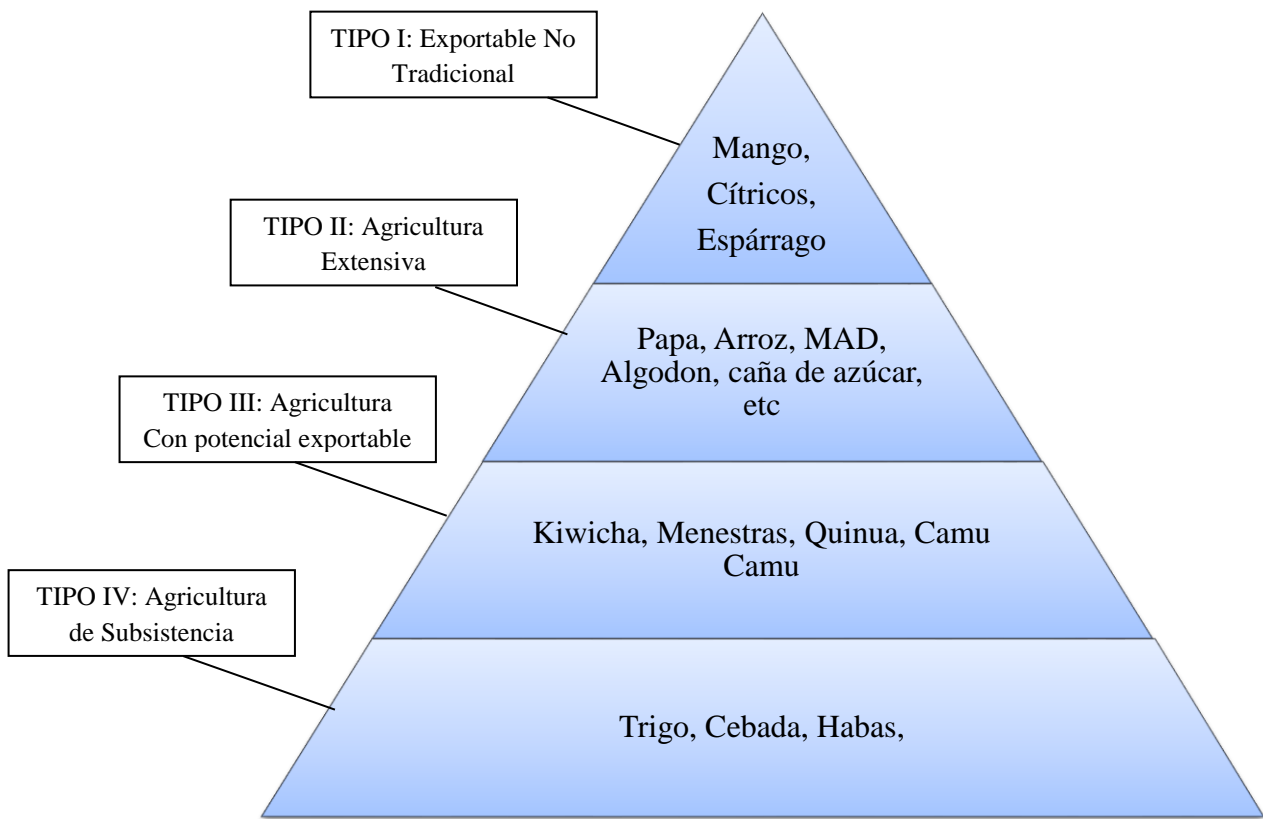 TIPO I: Exportable No
Tradicional
Mango,
Cítricos,
Espárrago
TIPO II: Agricultura
Extensiva
Papa, Arroz, MAD,
Algodon, caña de azúcar,
etc
TIPO III: Agricultura
Con potencial exportable
Kiwicha, Menestras, Quinua, Camu
Camu
TIPO IV: Agricultura
de Subsistencia
Trigo, Cebada, Habas,